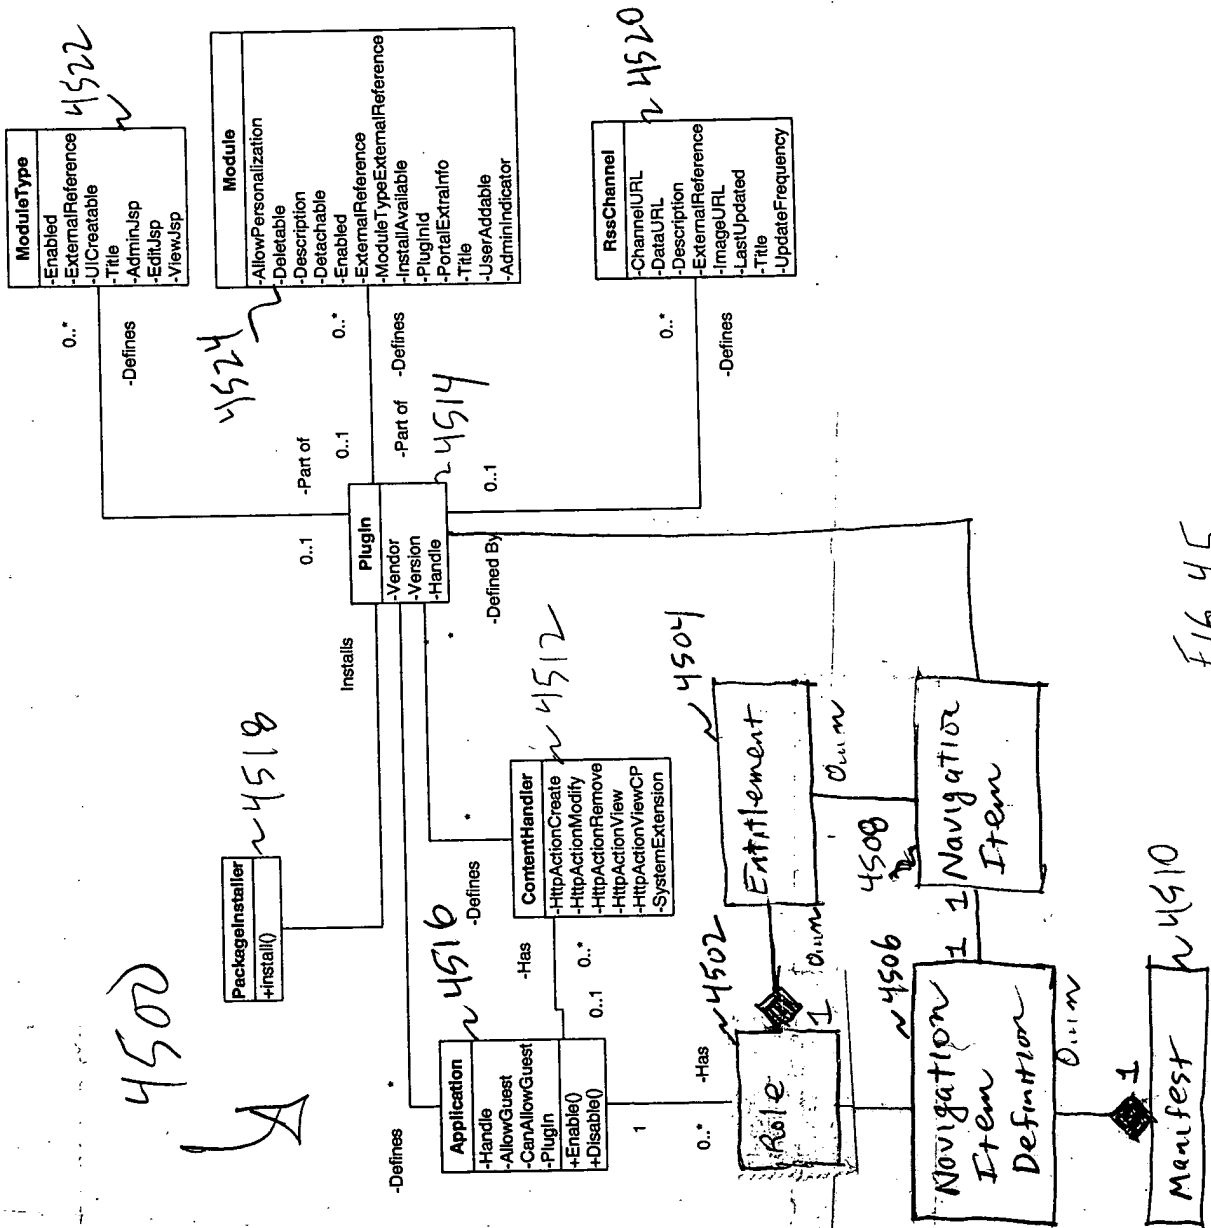 4500
PackageInstaller
+install()
4518
Installs
ModuleType
-Enabled
-ExternalReference
-UICreatable
-Title
-AdminJsp
-EditJsp
-ViewJsp
4522
0..*
-Defines
-Part of
0..1
Module
-AllowPersonalization
-Deletable
-Description
-Detachable
-Enabled
-ExternalReference
-ModuleTypeExternalReference
-InstallAvailable
-PlugInId
-PortalExtraInfo
-Title
-UserAddable
-AdminIndicator
4524
0..*
-Defines
0..1
-Part of
PlugIn
-Vendor
-Version
-Handle
4514
RssChannel
-ChannelURL
-DataURL
-Description
-ExternalReference
-ImageURL
-LastUpdated
-Title
-UpdateFrequency
4520
0..*
-Defines
0..1
-Defined By
*
-Defines
*
Application
-Handle
-AllowGuest
-CanAllowGuest
-PlugIn
+Enable()
+Disable()
4516
-Defines
*
ContentHandler
-HttpActionCreate
-HttpActionModify
-HttpActionRemove
-HttpActionView
-HttpActionViewCP
-SystemExtension
4512
-Has
0..1
0..*
1
-Has
0..*
Role
4502
1
0...m
Entitlement
4504
0...m
Navigation
Item
Definition
4506
1
1
Navigation
Item
4508
0...m
1
Manifest
4510
FIG 45